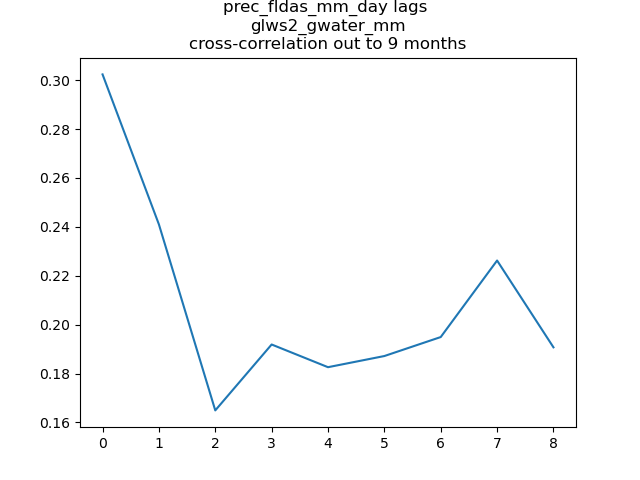 prec_fldas_mm_day lags
glws2_gwater_mm
cross-correlation out to 9 months
0.30
0.28
0.26
0.24
0.22
0.20
0.18
0.16
0 1 2 3 4 5 6 7 8